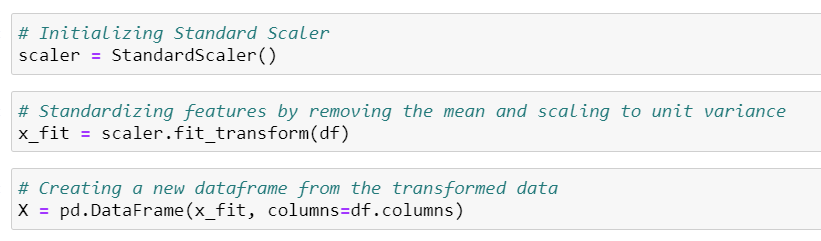 # Initializing Standard Scaler
scaler = StandardScaler()
# Standardizing features by removing the mean and scaling to unit variance
x_fit = scaler.fit_transform(df)
# Creating a new dataframe from the transformed data
X = pd.DataFrame(x_fit, columns=df.columns)